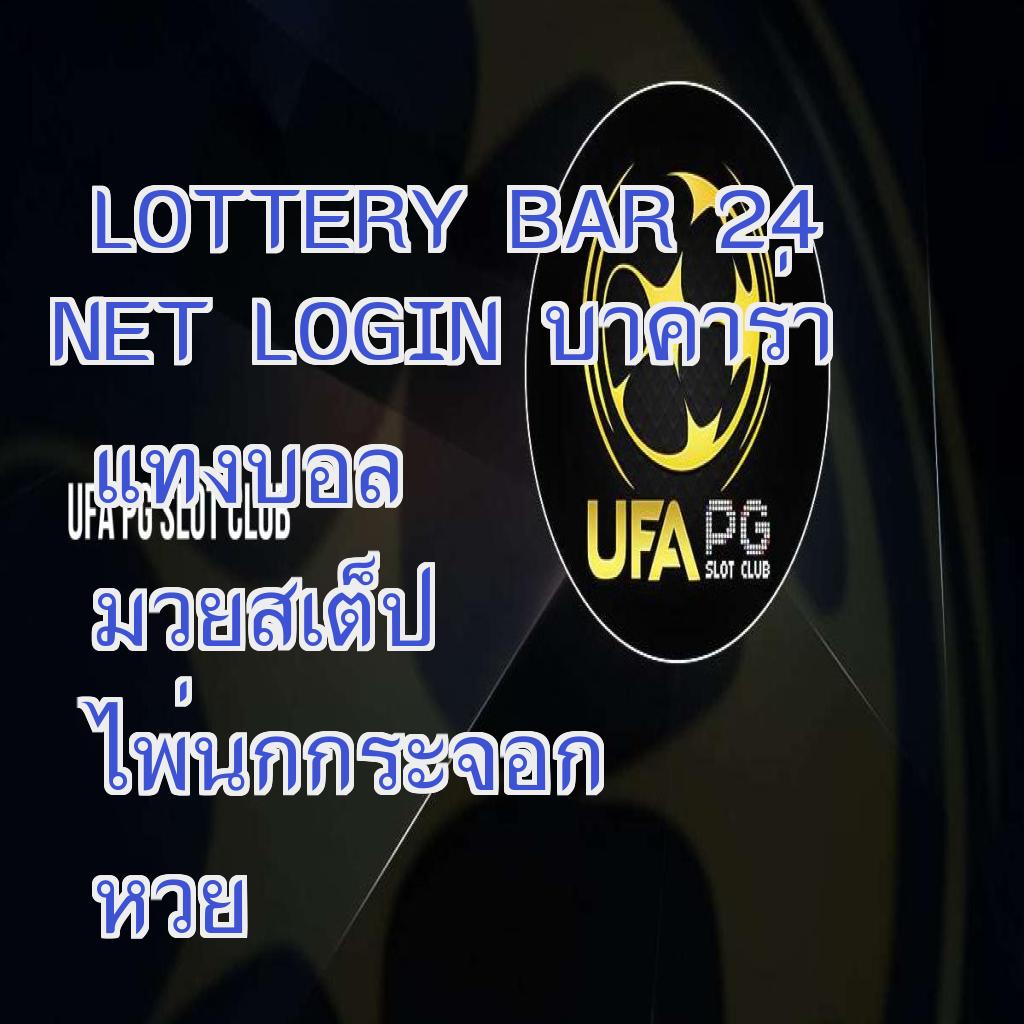 LOTTERY BAR 24
NET LOGIN บาคาร่า
แทงบอล
UFA PG SLOT CLUB
มวยสเต็ป
ไพ่นกกระจอก
หวย
UFA PG
SLOT CLUB